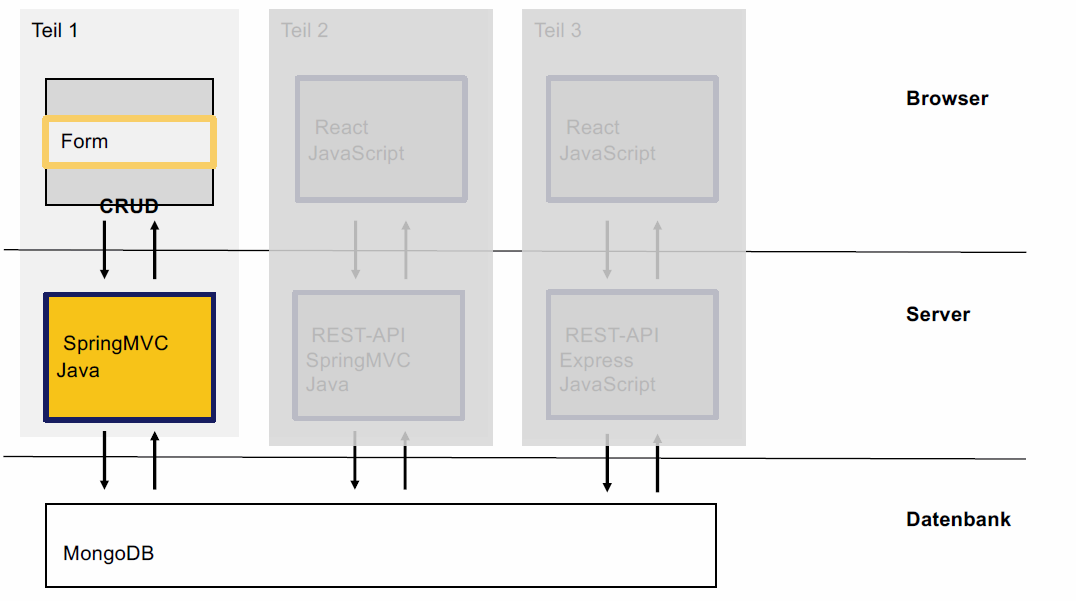 Teil 1
Teil 2
Teil 3
Browser
Form
React
JavaScript
React
JavaScript
CRUD
Server
SpringMVC
Java
REST-API
SpringMVC
Java
REST-API
Express
JavaScript
Datenbank
MongoDB